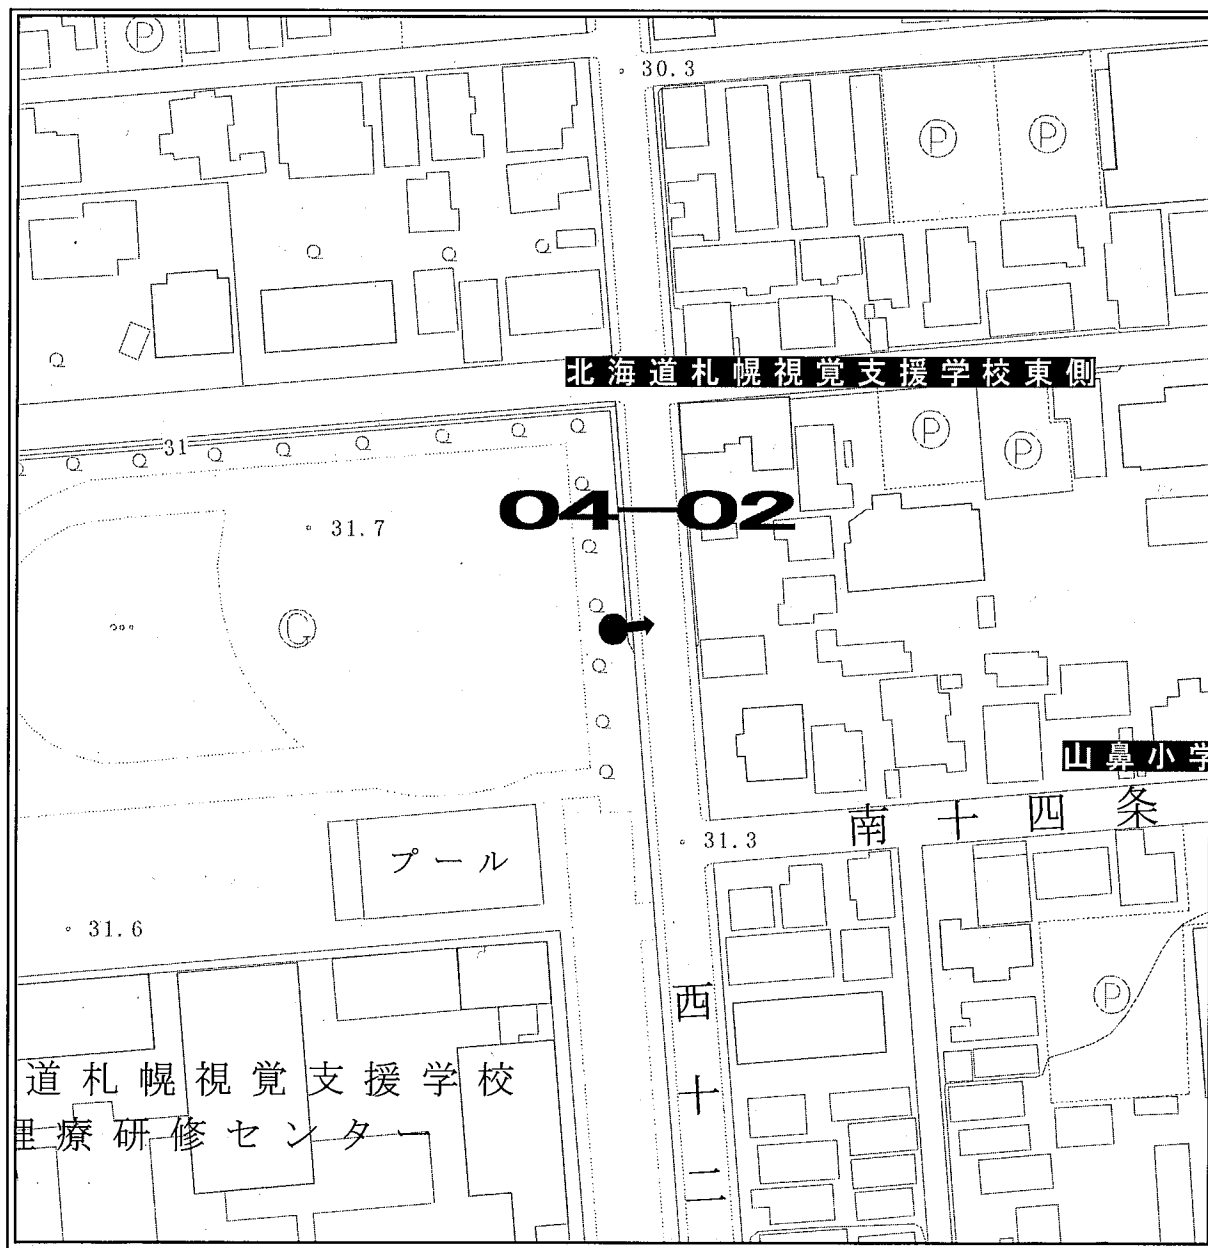 P
30.3
P
P
Q
Q
Q
Q
北海道札幌視覚支援学校東側
31
Q
Q
Q
Q
Q
Q
Q
Q
Q
P
P
Q
04-02
31.7
Q
Q
G
Q
Q
Q
山鼻小学
南十四条
31.3
プール
31.6
西十二
P
道札幌視覚支援学校
理療研修センター